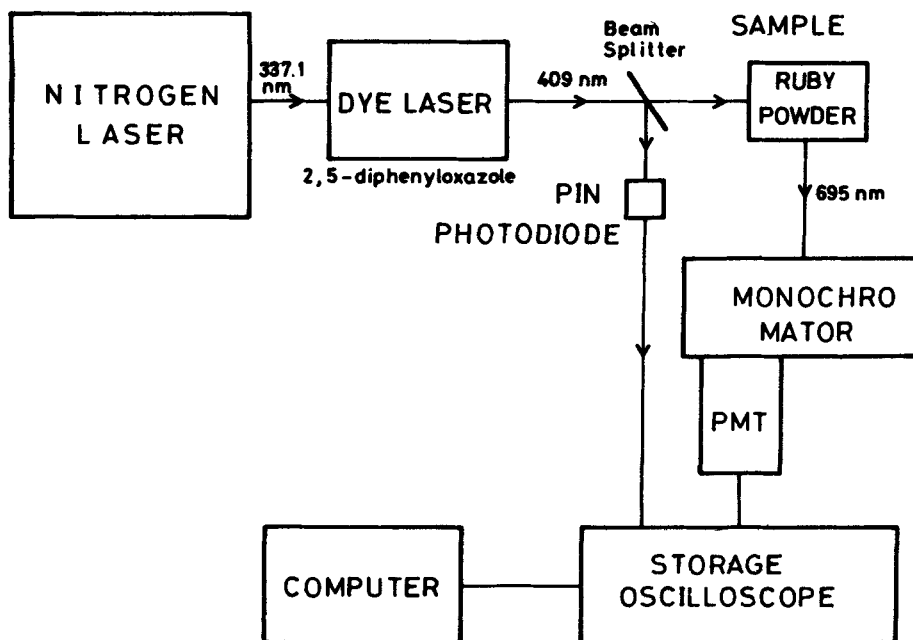 NITROGEN
LASER
337.1
nm
DYE LASER
2,5-diphenyloxazole
409 nm
Beam
Splitter
SAMPLE
RUBY
POWDER
695 nm
PIN
PHOTODIODE
MONOCHRO
MATOR
PMT
COMPUTER
STORAGE
OSCILLOSCOPE